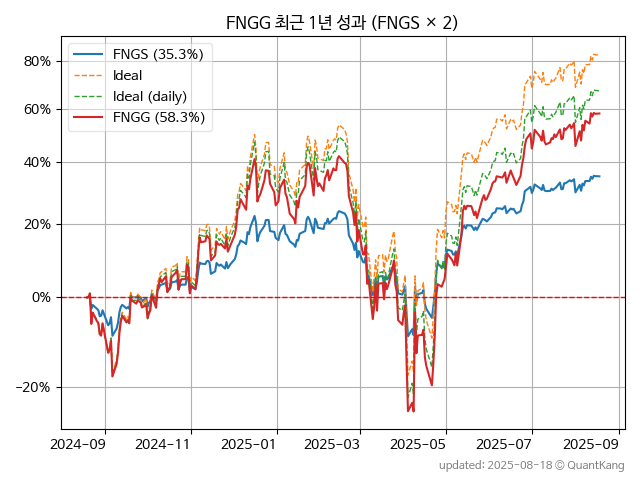 FNGG 최근 1년 성과 (FNGS × 2)
FNGS (35.3%)
Ideal
Ideal (daily)
FNGG (58.3%)
80%
60%
40%
20%
0%
−20%
2024-09
2024-11
2025-01
2025-03
2025-05
2025-07
2025-09
updated: 2025-08-18 © QuantKang